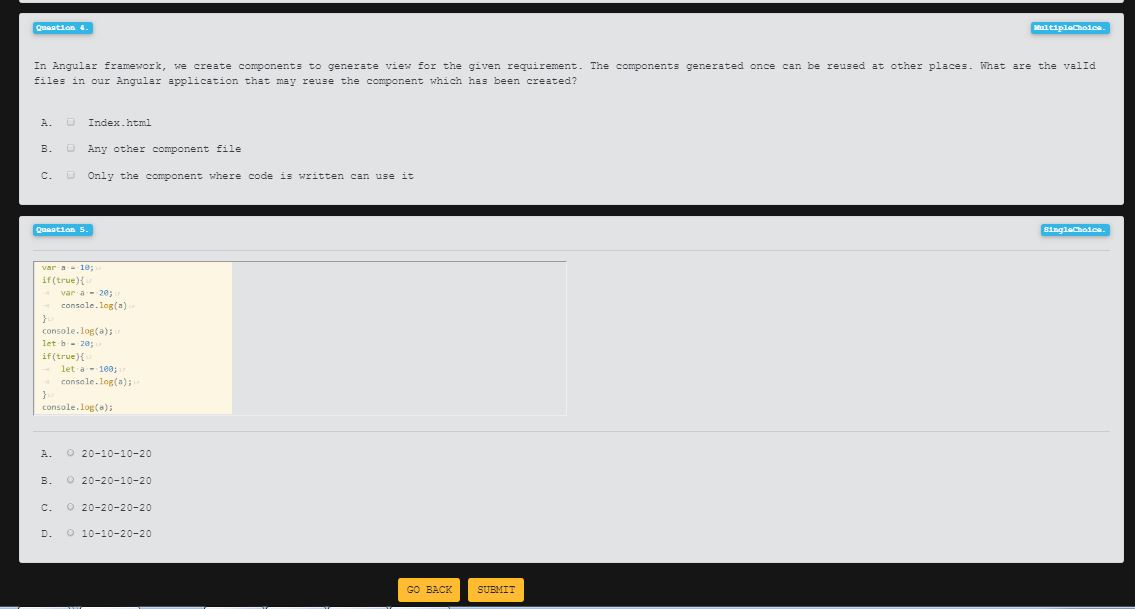 Question 4.
MultipleChoice.
In Angular framework, we create components to generate view for the given requirement. The components generated once can be reused at other places. What are the valId
files in our Angular application that may reuse the component which has been created?
A. Index.html
B. Any other component file
C. Only the component where code is written can use it
Question 5.
SingleChoice.
var a = 10;
if(true){
var a = 20;
console.log(a)
}
console.log(a);
let b = 20;
if(true){
let a = 100;
console.log(a);
}
console.log(a);
A. 20-10-10-20
B. 20-20-10-20
C. 20-20-20-20
D. 10-10-20-20
GO BACK
SUBMIT